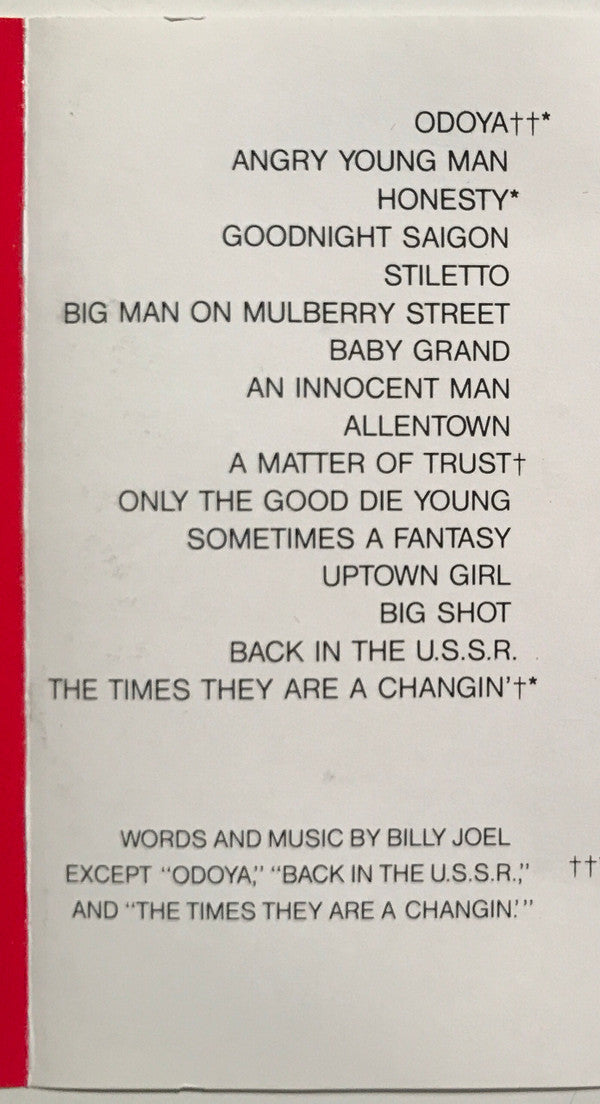 ODOYA††*
ANGRY YOUNG MAN
HONESTY*
GOODNIGHT SAIGON
STILETTO
BIG MAN ON MULBERRY STREET
BABY GRAND
AN INNOCENT MAN
ALLENTOWN
A MATTER OF TRUST†
ONLY THE GOOD DIE YOUNG
SOMETIMES A FANTASY
UPTOWN GIRL
BIG SHOT
BACK IN THE U.S.S.R.
THE TIMES THEY ARE A CHANGIN'†*
WORDS AND MUSIC BY BILLY JOEL
EXCEPT "ODOYA," "BACK IN THE U.S.S.R.," ††
AND "THE TIMES THEY ARE A CHANGIN.'"